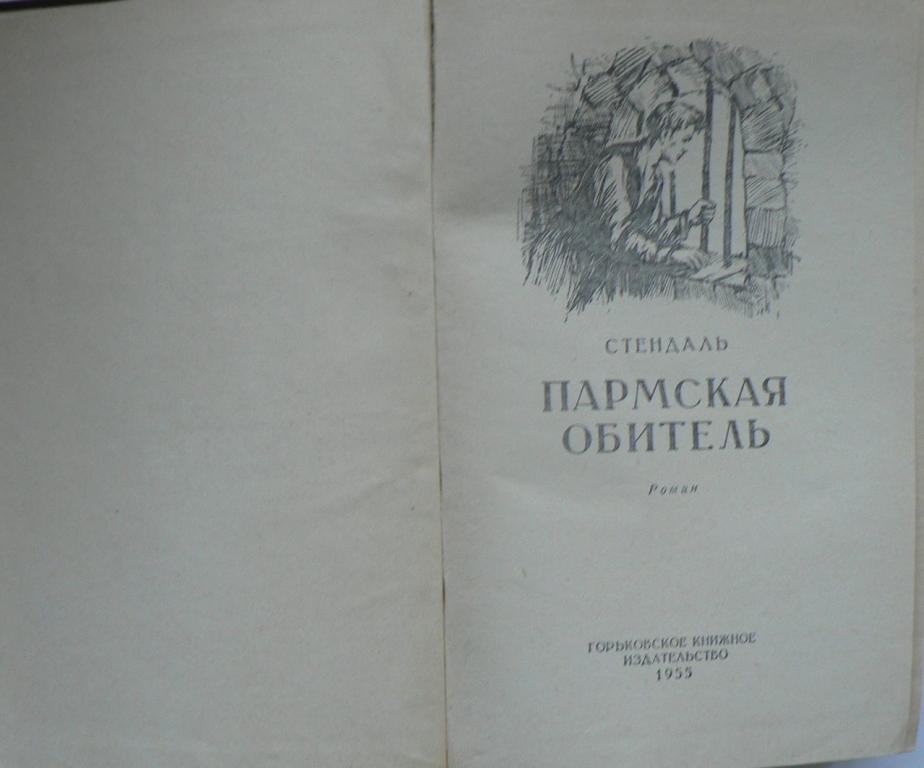 СТЕНДАЛЬ
ПАРМСКАЯ
ОБИТЕЛЬ
Роман
ГОРЬКОВСКОЕ КНИЖНОЕ
ИЗДАТЕЛЬСТВО
1955